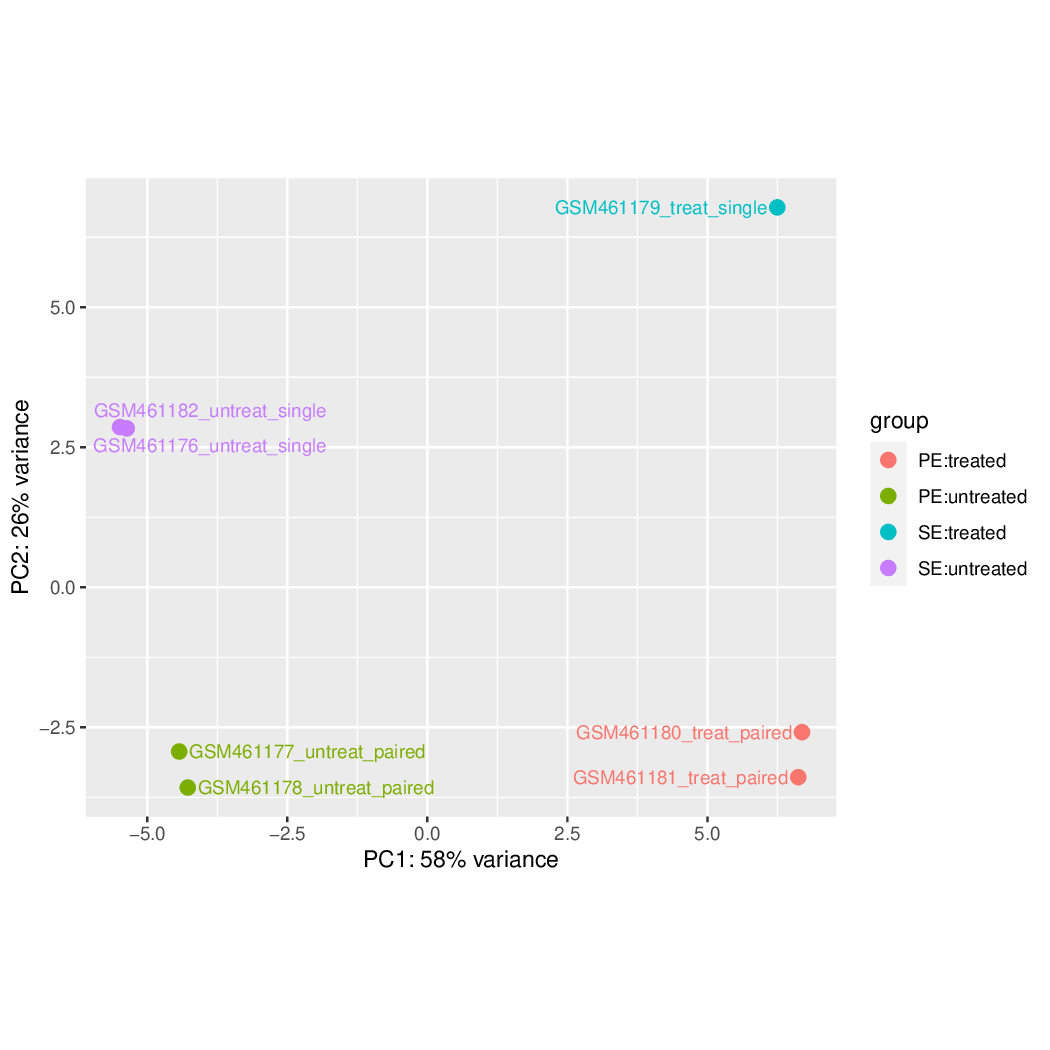 GSM461179_treat_single
5.0
GSM461182_untreat_single
GSM461176_untreat_single
2.5
0.0
−2.5
GSM461180_treat_paired
GSM461177_untreat_paired
GSM461181_treat_paired
GSM461178_untreat_paired
−5.0 −2.5 0.0 2.5 5.0
PC1: 58% variance
PC2: 26% variance
group
PE:treated
PE:untreated
SE:treated
SE:untreated